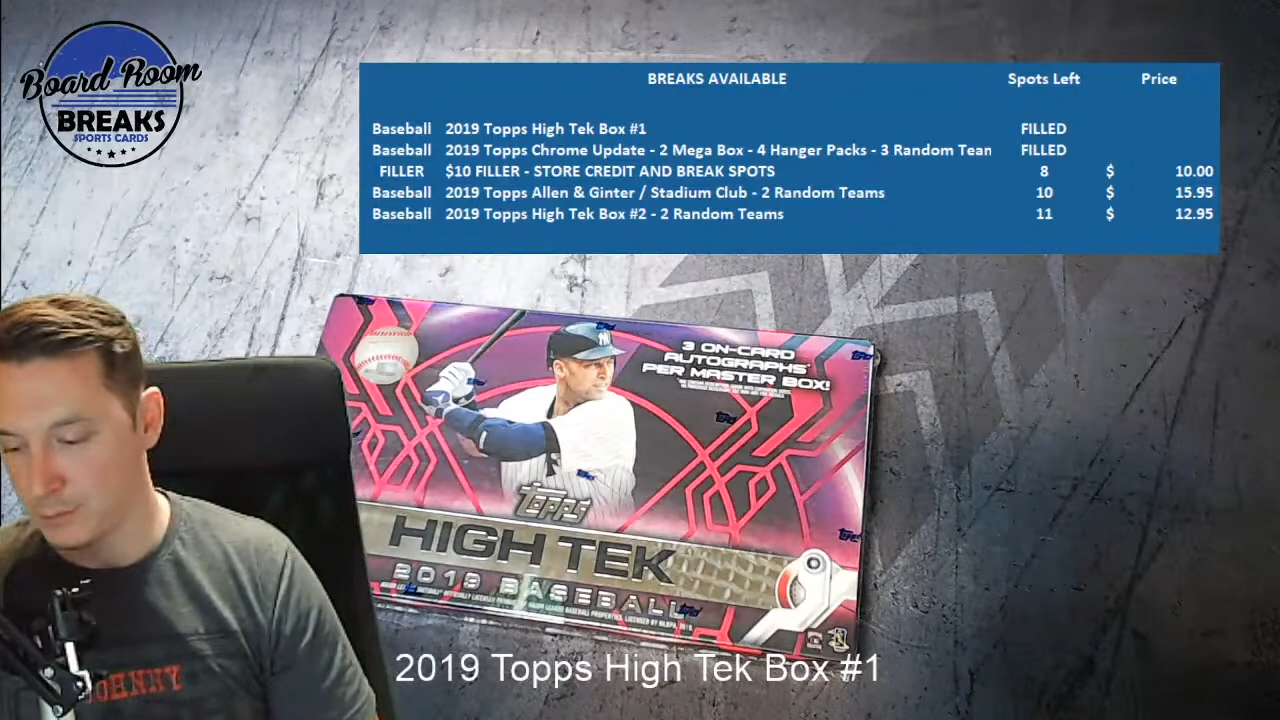 Board Room
BREAKS
SPORTS CARDS
BREAKS AVAILABLE Spots Left Price
Baseball 2019 Topps High Tek Box #1 FILLED
Baseball 2019 Topps Chrome Update - 2 Mega Box - 4 Hanger Packs - 3 Random Tean FILLED
FILLER $10 FILLER - STORE CREDIT AND BREAK SPOTS 8 $ 10.00
Baseball 2019 Topps Allen & Ginter / Stadium Club - 2 Random Teams 10 $ 15.95
Baseball 2019 Topps High Tek Box #2 - 2 Random Teams 11 $ 12.95
3 ON-CARD
AUTOGRAPHS
PER MASTER BOX!
Topps
HIGH TEK
2019 BASEBALL
JOHNNY
2019 Topps High Tek Box #1